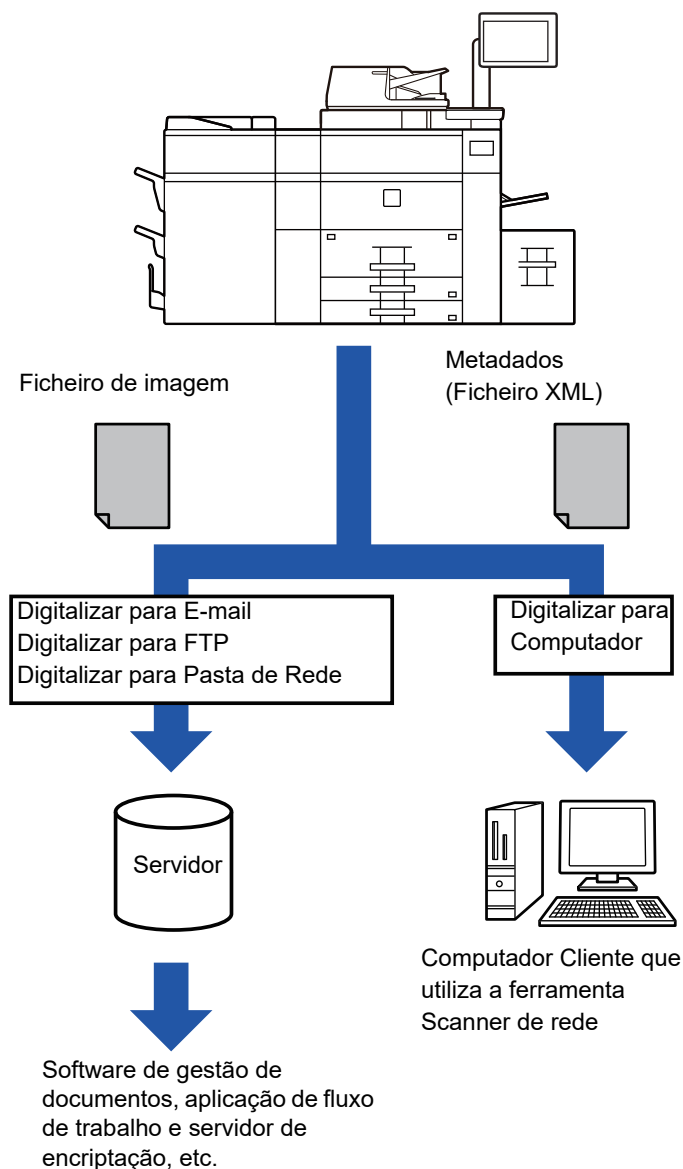 Ficheiro de imagem
Metadados
(Ficheiro XML)
Digitalizar para E-mail
Digitalizar para FTP
Digitalizar para Pasta de Rede
Digitalizar para
Computador
Servidor
Computador Cliente que
utiliza a ferramenta
Scanner de rede
Software de gestão de
documentos, aplicação de fluxo
de trabalho e servidor de
encriptação, etc.